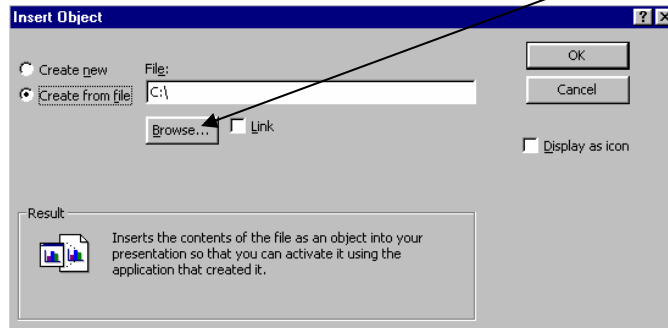 Insert Object
Create new
File:
OK
Create from file
C:\
Cancel
Browse...
Link
Display as icon
Result
Inserts the contents of the file as an object into your
presentation so that you can activate it using the
application that created it.